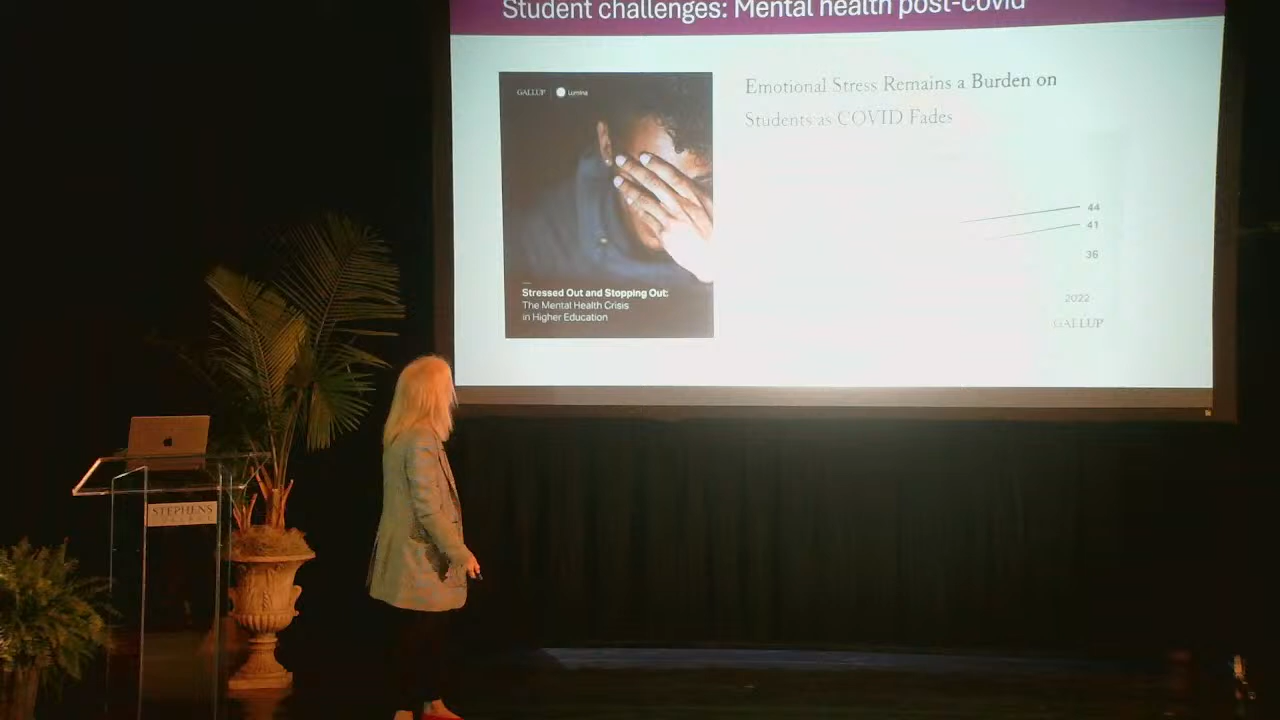 Student challenges: Mental health post-covid
GALLUP
Lumina
Emotional Stress Remains a Burden on
Students as COVID Fades
44
41
36
2022
GALLUP
Stressed Out and Stopping Out:
The Mental Health Crisis
in Higher Education
STEPHENS
COLLEGE